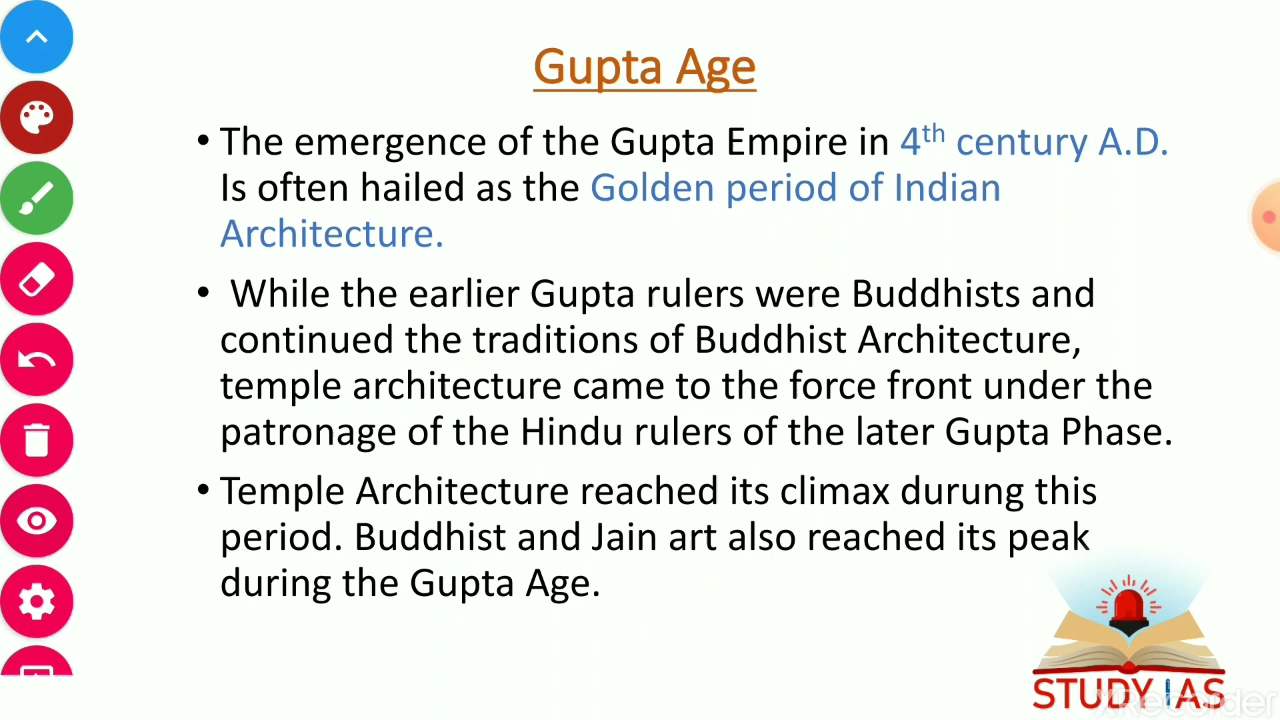 Gupta Age
• The emergence of the Gupta Empire in 4th century A.D.
Is often hailed as the Golden period of Indian
Architecture.
• While the earlier Gupta rulers were Buddhists and
continued the traditions of Buddhist Architecture,
temple architecture came to the force front under the
patronage of the Hindu rulers of the later Gupta Phase.
• Temple Architecture reached its climax durung this
period. Buddhist and Jain art also reached its peak
during the Gupta Age.
STUDY IAS
XRecorder